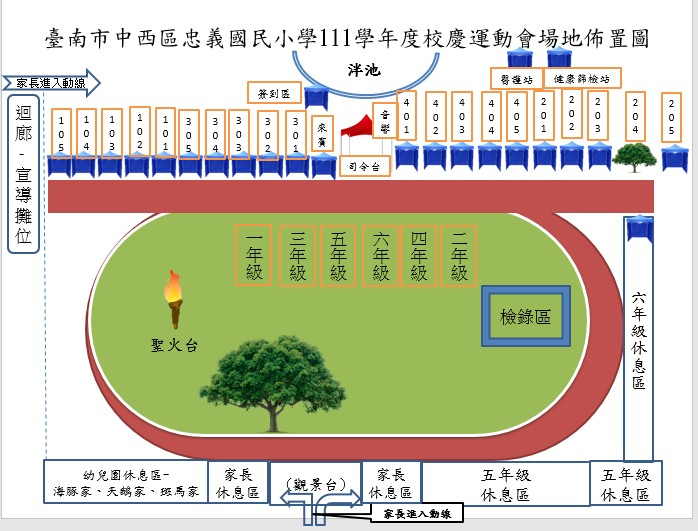 臺南市中西區忠義國民小學111學年度校慶運動會場地佈置圖
家長進入動線
泮池
醫護站
健康篩檢站
簽到區
迴廊-宣導攤位
105
104
103
102
101
305
304
303
302
301
來賓
司令台
音響
401
402
403
404
405
201
202
203
204
205
一年級
三年級
五年級
六年級
四年級
二年級
檢錄區
聖火台
六年級休息區
幼兒園休息區-
海豚家、天鵝家、斑馬家
家長
休息區
(觀景台)
家長
休息區
五年級
休息區
五年級
休息區
家長進入動線